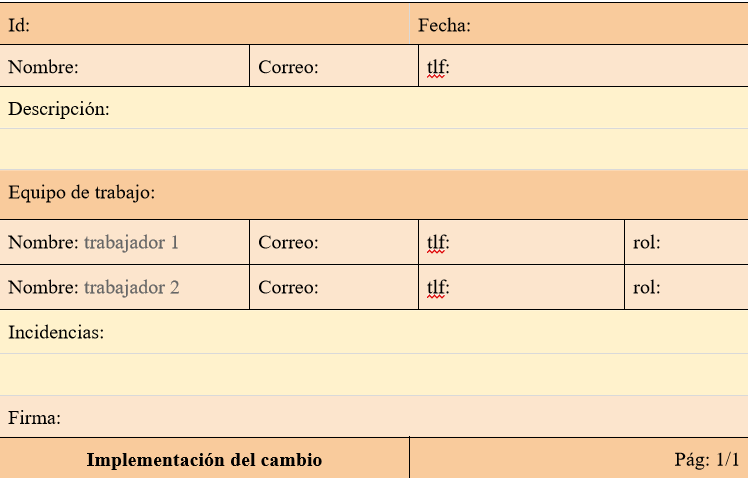 Id: Fecha:
Nombre: Correo: tlf:
Descripción:
Equipo de trabajo:
Nombre: trabajador 1 Correo: tlf: rol:
Nombre: trabajador 2 Correo: tlf: rol:
Incidencias:
Firma:
Implementación del cambio Pág: 1/1